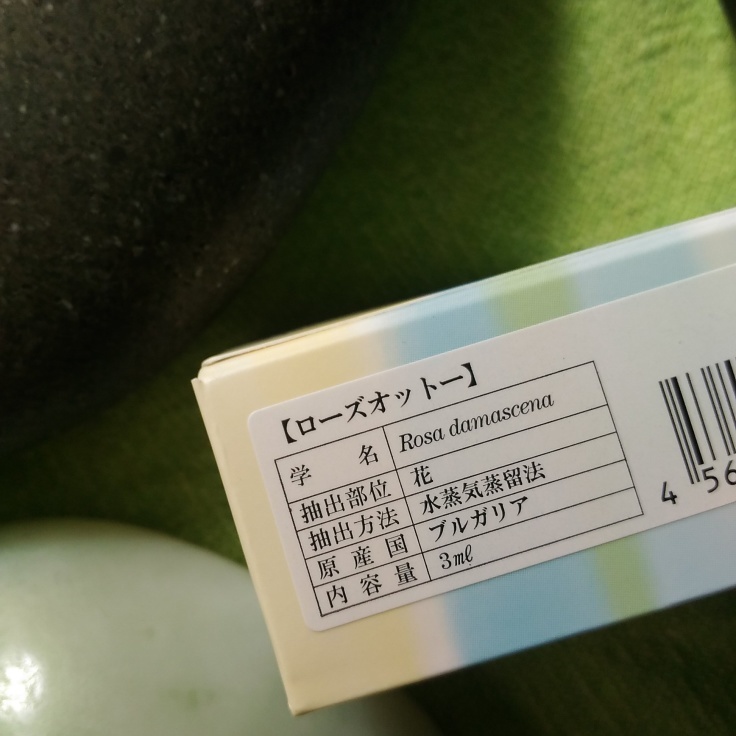 【ローズオットー】
学名 Rosa damascena
抽出部位 花
抽出方法 水蒸気蒸留法
原産国 ブルガリア
内容量 3㎖
4 56